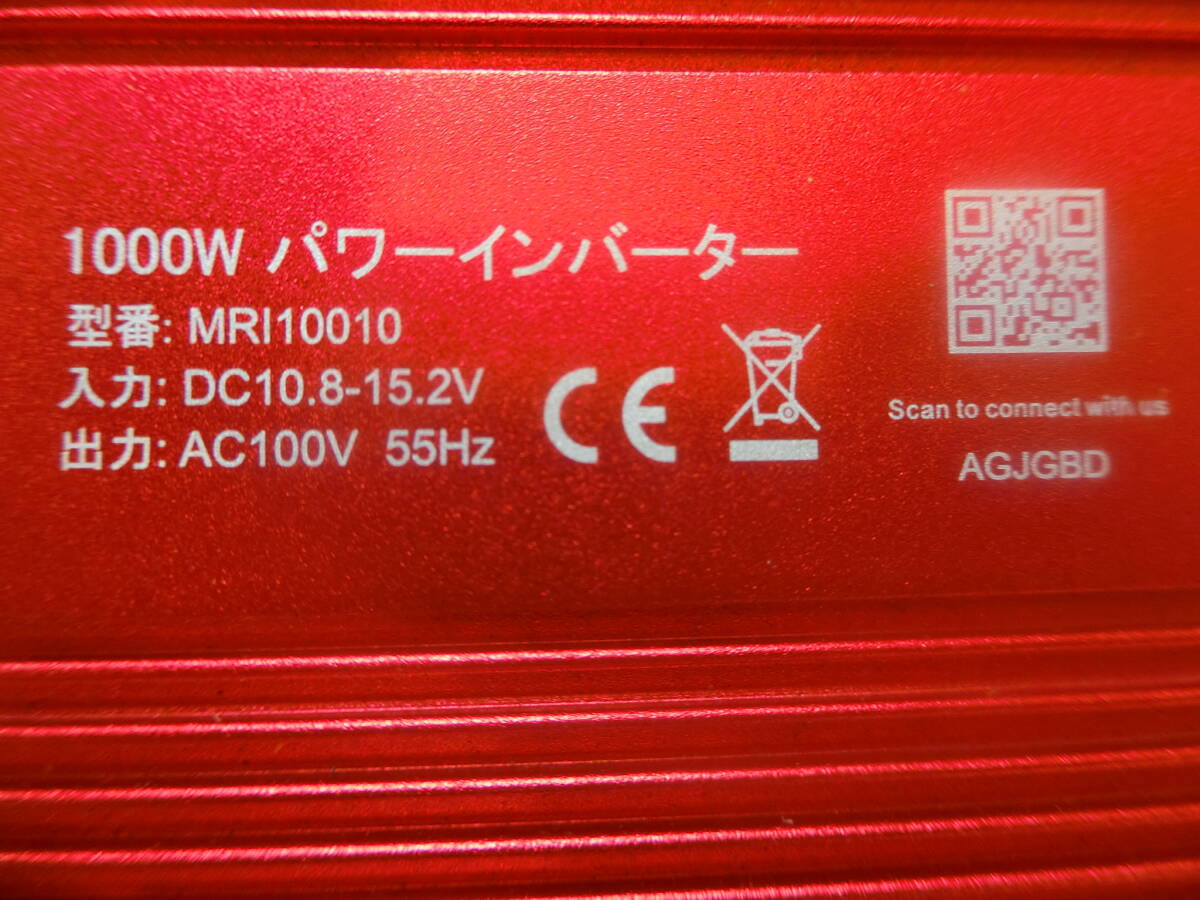 1000W パワーインバーター
型番: MRI10010
入力: DC10.8-15.2V
出力: AC100V 55Hz
CE
Scan to connect with us
AGJGBD